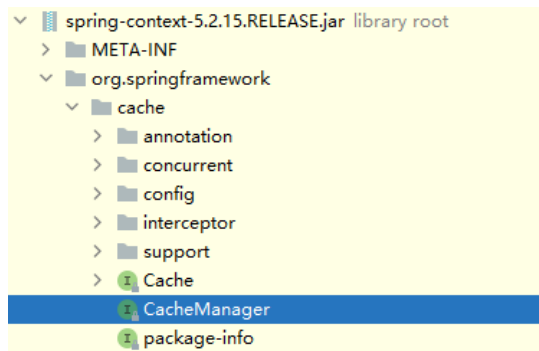 spring-context-5.2.15.RELEASE.jar library root
META-INF
org.springframework
cache
annotation
concurrent
config
interceptor
support
I Cache
I CacheManager
I package-info